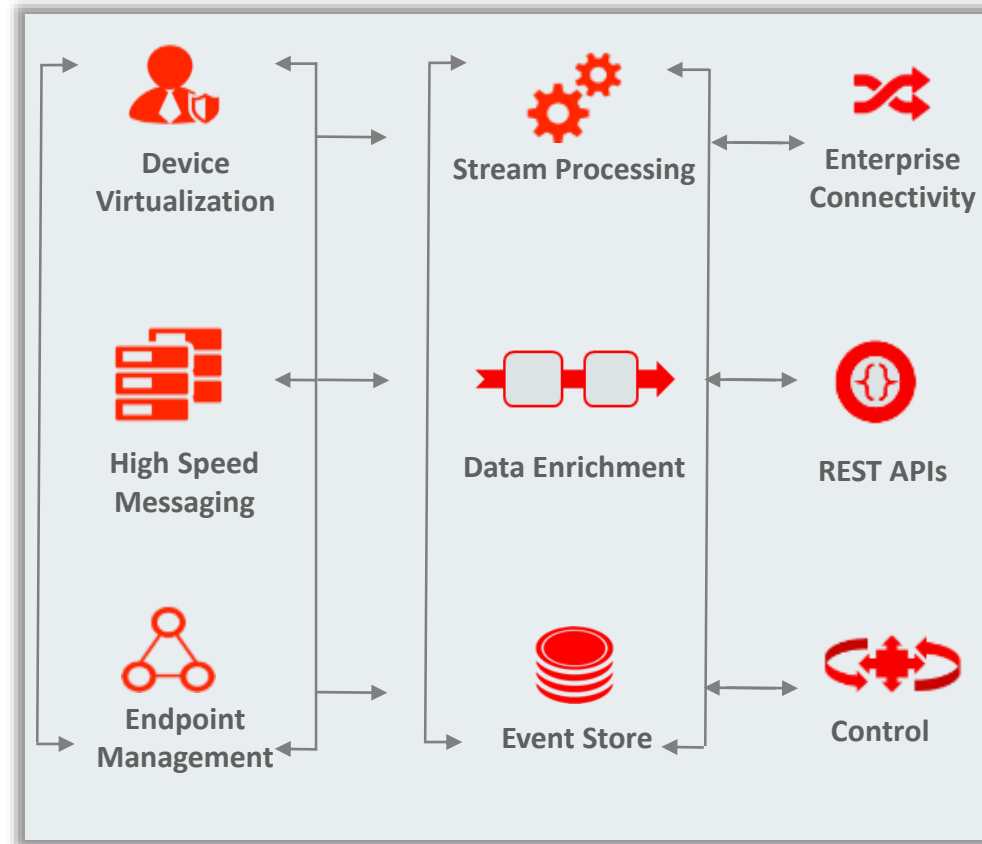 Device
Virtualization
Stream Processing
Enterprise
Connectivity
High Speed
Messaging
Data Enrichment
{}
REST APIs
Endpoint
Management
Event Store
Control